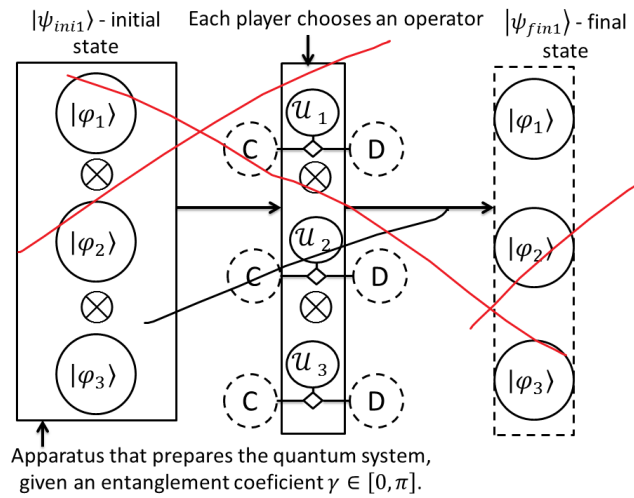 |ψini1⟩ - initial
state
Each player chooses an operator
|ψfin1⟩ - final
state
|φ1⟩
|φ2⟩
|φ3⟩
𝒰1
C
D
𝒰2
C
D
𝒰3
C
D
|φ1⟩
|φ2⟩
|φ3⟩
Apparatus that prepares the quantum system,
given an entanglement coeficient γ ∈ [0, π].